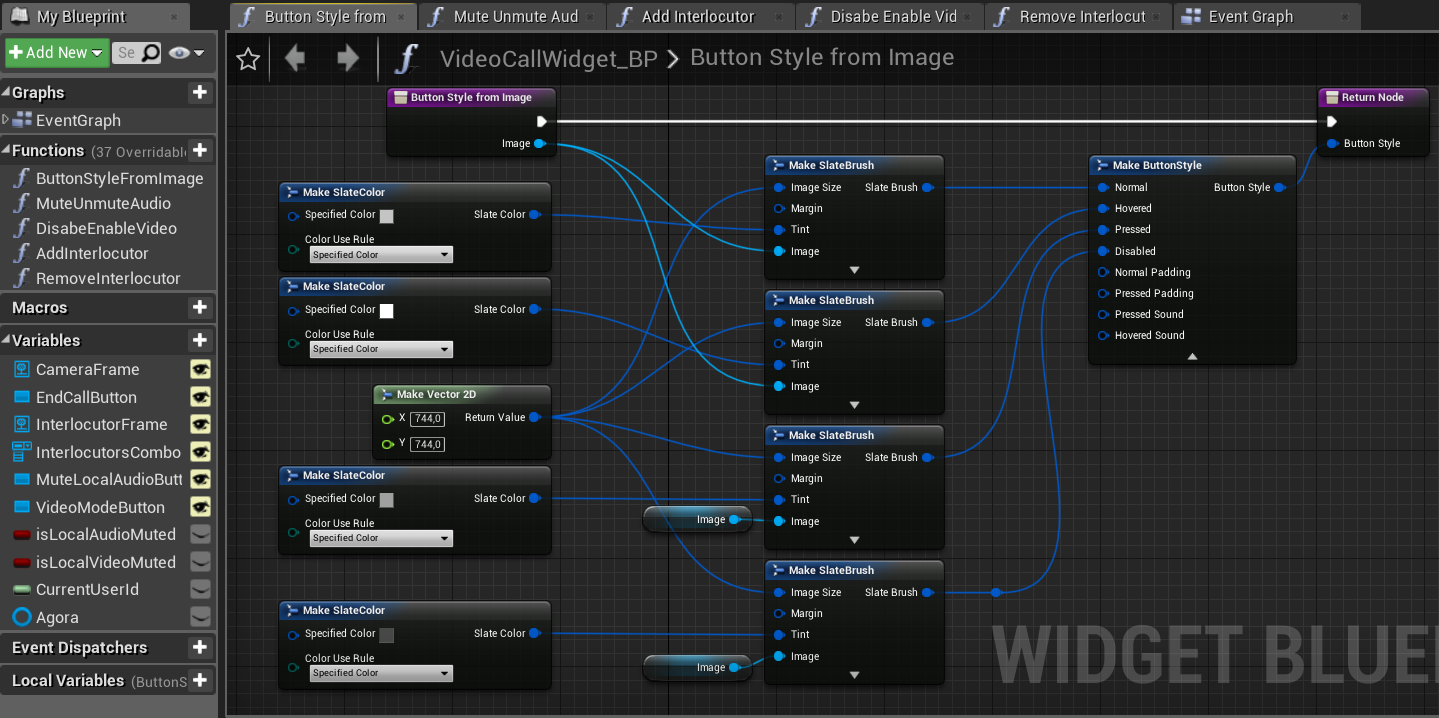 My Blueprint
Button Style from
Mute Unmute Aud
Add Interlocutor
Disabe Enable Vid
Remove Interlocut
Event Graph
Add New
Se
VideoCallWidget_BP > Button Style from Image
Graphs
EventGraph
Functions (37 Overridabl
ButtonStyleFromImage
MuteUnmuteAudio
DisabeEnableVideo
AddInterlocutor
RemoveInterlocutor
Macros
Variables
CameraFrame
EndCallButton
InterlocutorFrame
InterlocutorsCombo
MuteLocalAudioButt
VideoModeButton
isLocalAudioMuted
isLocalVideoMuted
CurrentUserId
Agora
Event Dispatchers
Local Variables (ButtonS
Button Style from Image
Image
Make SlateColor
Specified Color
Slate Color
Color Use Rule
Specified Color
Make SlateColor
Specified Color
Slate Color
Color Use Rule
Specified Color
Make Vector 2D
X 744,0
Return Value
Y 744,0
Make SlateColor
Specified Color
Slate Color
Color Use Rule
Specified Color
Make SlateColor
Specified Color
Slate Color
Color Use Rule
Specified Color
Image
Image
Make SlateBrush
Image Size
Slate Brush
Margin
Tint
Image
Make SlateBrush
Image Size
Slate Brush
Margin
Tint
Image
Make SlateBrush
Image Size
Slate Brush
Margin
Tint
Image
Make SlateBrush
Image Size
Slate Brush
Margin
Tint
Image
Make ButtonStyle
Normal
Button Style
Hovered
Pressed
Disabled
Normal Padding
Pressed Padding
Pressed Sound
Hovered Sound
Return Node
Button Style
WIDGET BLUE